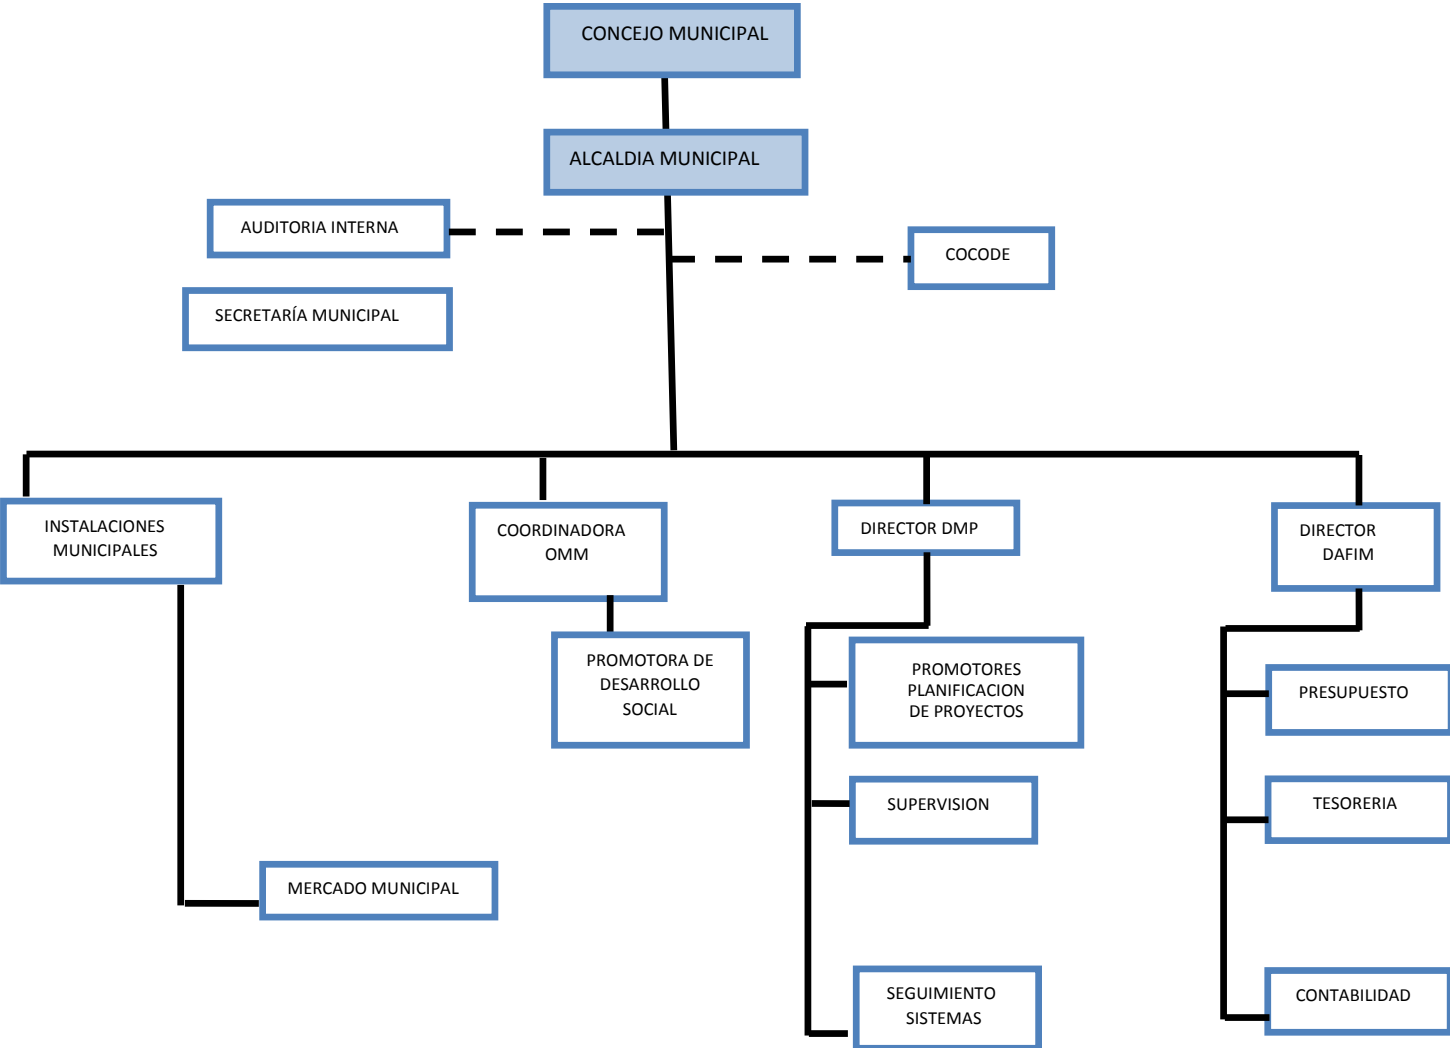 CONCEJO MUNICIPAL
ALCALDIA MUNICIPAL
AUDITORIA INTERNA
COCODE
SECRETARÍA MUNICIPAL
INSTALACIONES
MUNICIPALES
COORDINADORA
OMM
DIRECTOR DMP
DIRECTOR
DAFIM
PROMOTORA DE
DESARROLLO
SOCIAL
PROMOTORES
PLANIFICACION
DE PROYECTOS
PRESUPUESTO
SUPERVISION
TESORERIA
MERCADO MUNICIPAL
SEGUIMIENTO
SISTEMAS
CONTABILIDAD